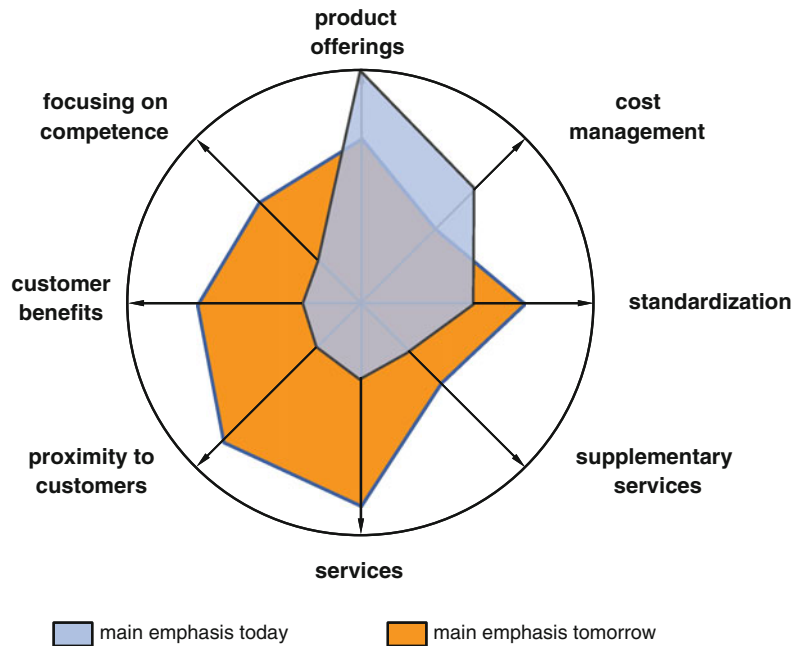 product
offerings
focusing on
competence
cost
management
customer
benefits
standardization
proximity to
customers
supplementary
services
services
main emphasis today
main emphasis tomorrow